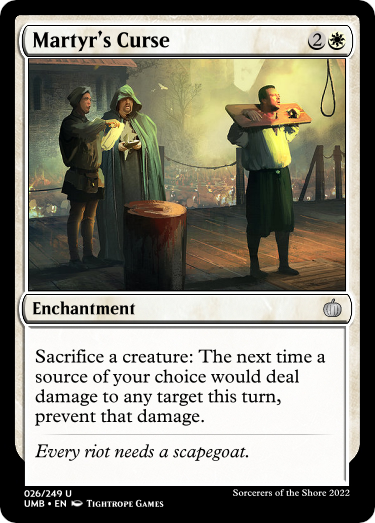 Martyr's Curse 2
Enchantment
Sacrifice a creature: The next time a
source of your choice would deal
damage to any target this turn,
prevent that damage.
Every riot needs a scapegoat.
026/249 U
UMB • EN Tightrope Games
Sorcerers of the Shore 2022